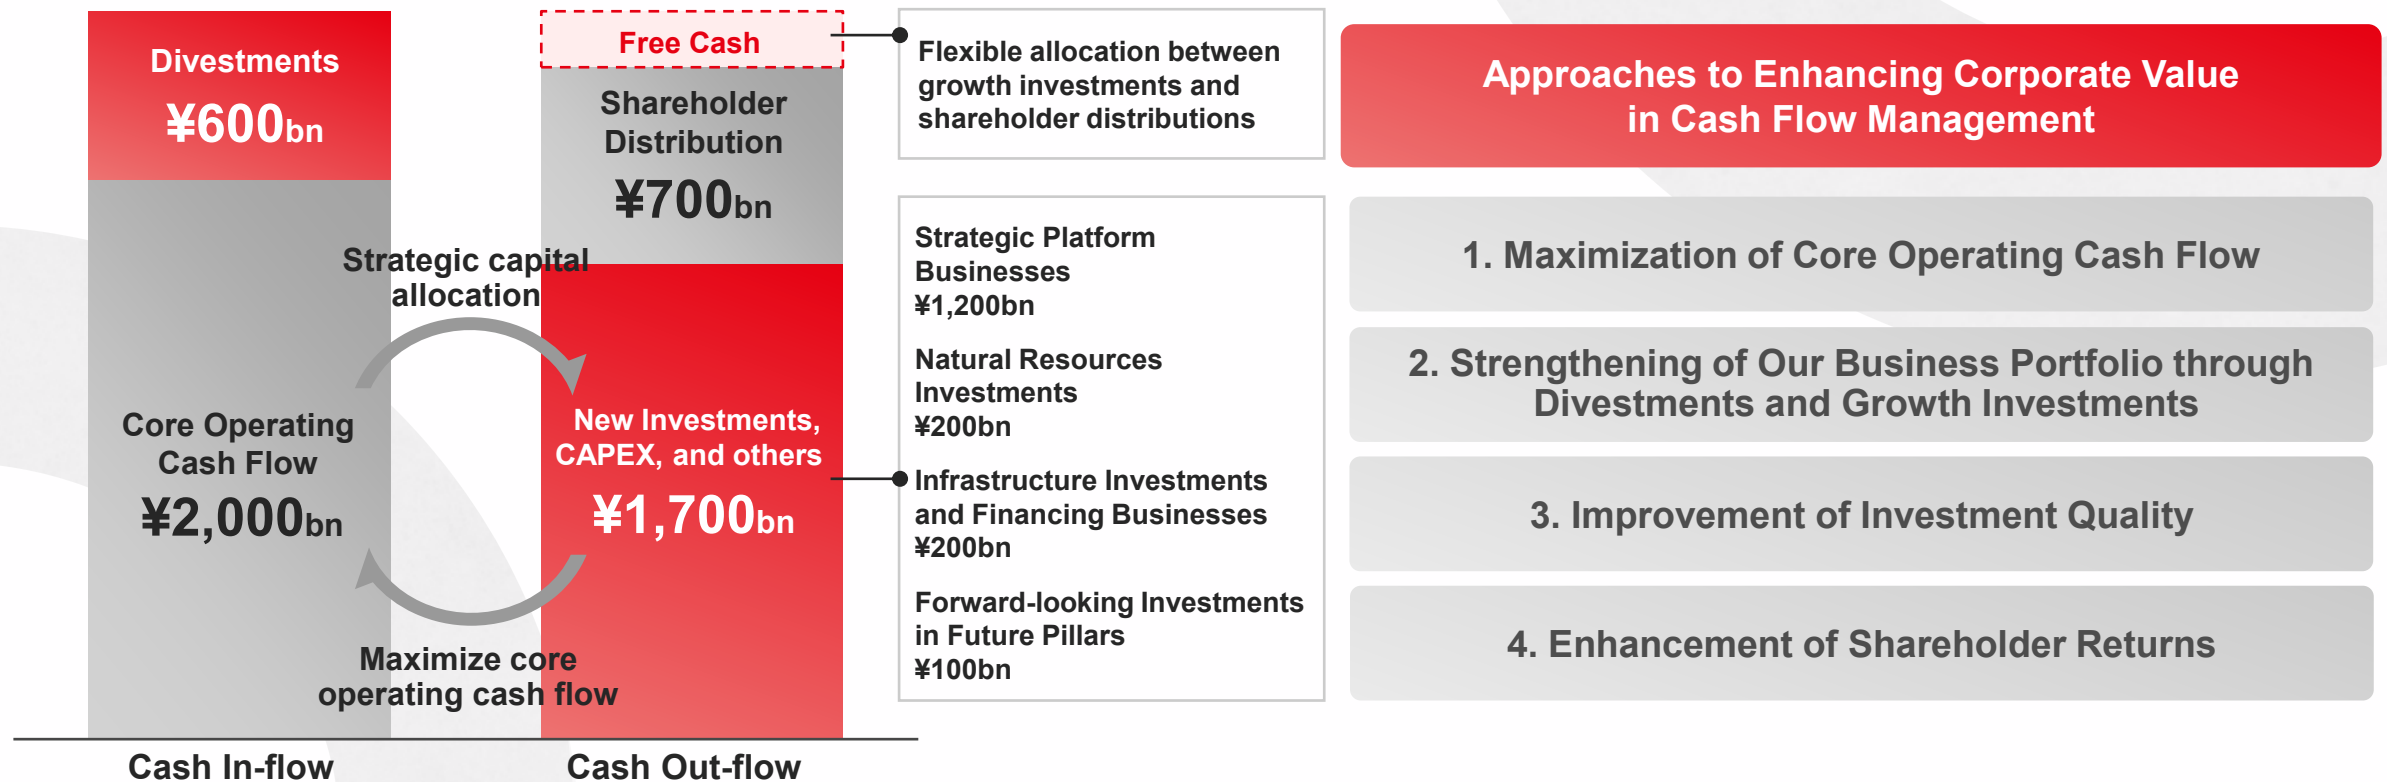 Divestments
¥600bn
Core Operating
Cash Flow
¥2,000bn
Cash In-flow
Strategic capital
allocation
Maximize core
operating cash flow
Free Cash
Shareholder
Distribution
¥700bn
New Investments,
CAPEX, and others
¥1,700bn
Cash Out-flow
Flexible allocation between
growth investments and
shareholder distributions
Strategic Platform
Businesses
¥1,200bn
Natural Resources
Investments
¥200bn
Infrastructure Investments
and Financing Businesses
¥200bn
Forward-looking Investments
in Future Pillars
¥100bn
Approaches to Enhancing Corporate Value
in Cash Flow Management
1. Maximization of Core Operating Cash Flow
2. Strengthening of Our Business Portfolio through
Divestments and Growth Investments
3. Improvement of Investment Quality
4. Enhancement of Shareholder Returns